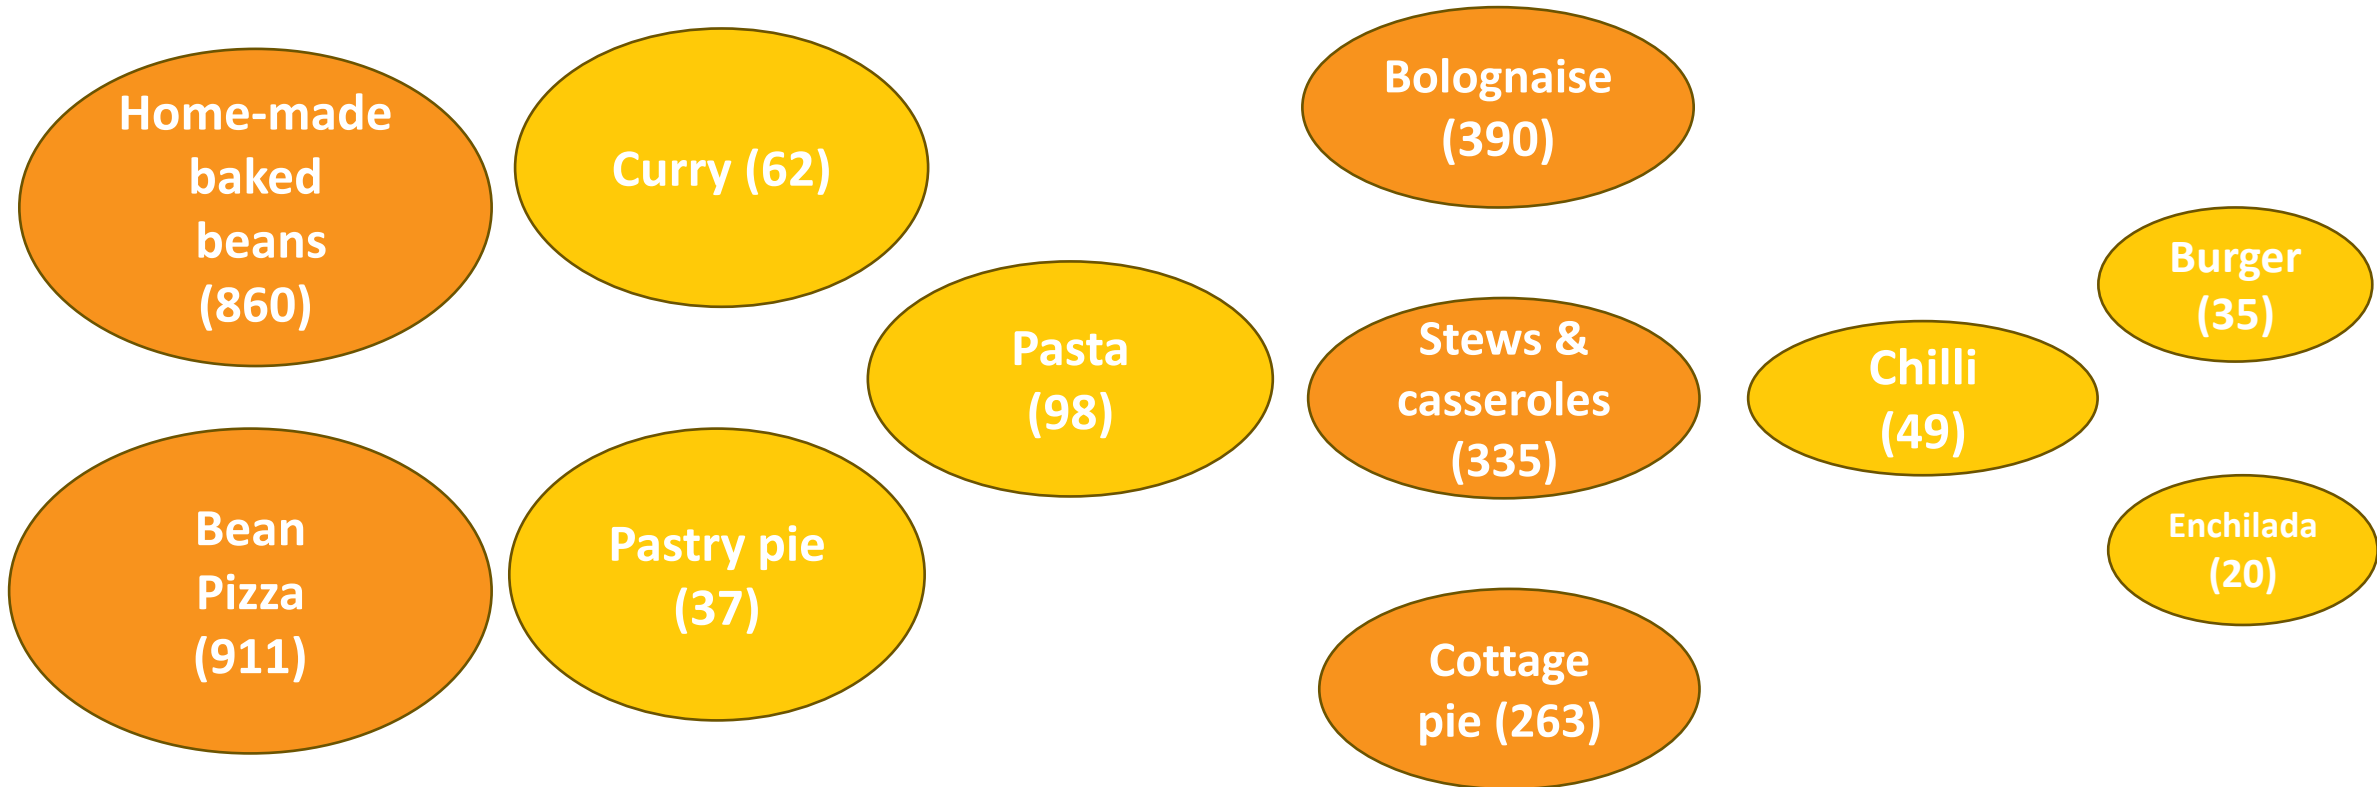 Home-made
baked
beans
(860)
Curry (62)
Bolognaise
(390)
Burger
(35)
Pasta
(98)
Stews &
casseroles
(335)
Chilli
(49)
Bean
Pizza
(911)
Pastry pie
(37)
Enchilada
(20)
Cottage
pie (263)